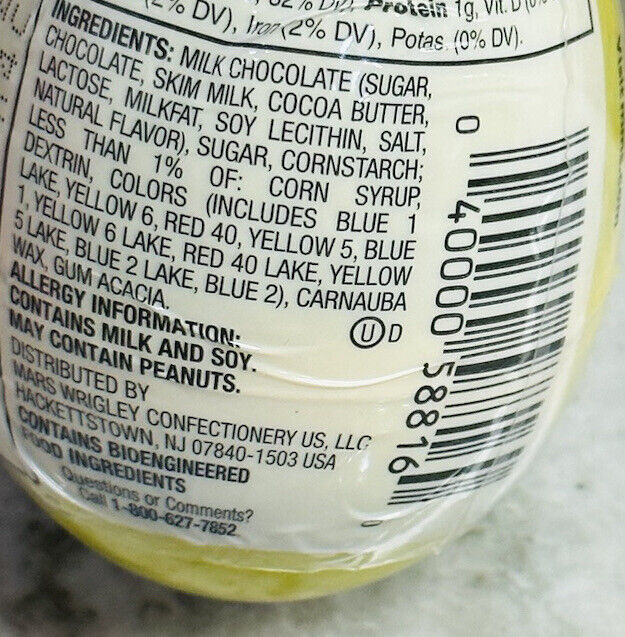 (2% DV), Iron (2% DV), Potas. (0% DV).
Protein 1g, Vit. D
INGREDIENTS: MILK CHOCOLATE (SUGAR,
CHOCOLATE, SKIM MILK, COCOA BUTTER,
LACTOSE, MILKFAT, SOY LECITHIN, SALT,
NATURAL FLAVOR), SUGAR, CORNSTARCH;
LESS THAN 1% OF: CORN SYRUP,
DEXTRIN, COLORS (INCLUDES BLUE 1
LAKE, YELLOW 6, RED 40, YELLOW 5, BLUE
1, YELLOW 6 LAKE, RED 40 LAKE, YELLOW
5 LAKE, BLUE 2 LAKE, BLUE 2), CARNAUBA
WAX, GUM ACACIA.
U D
ALLERGY INFORMATION:
CONTAINS MILK AND SOY.
MAY CONTAIN PEANUTS.
DISTRIBUTED BY
MARS WRIGLEY CONFECTIONERY US, LLC
HACKETTSTOWN, NJ 07840-1503 USA
CONTAINS BIOENGINEERED
FOOD INGREDIENTS
Questions or Comments?
Call 1-800-627-7852
0 40000 58816 0